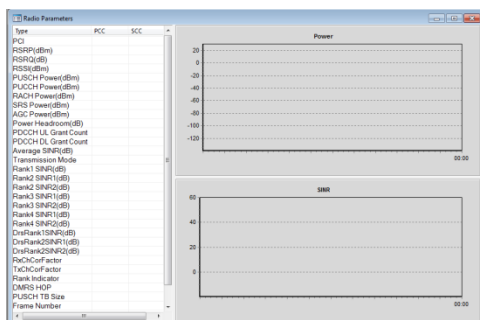 Radio Parameters
Type PCC SCC
PCI
RSRP(dBm)
RSRQ(dB)
RSSI(dBm)
PUSCH Power(dBm)
PUCCH Power(dBm)
RACH Power(dBm)
SRS Power(dBm)
AGC Power(dBm)
Power Headroom(dB)
PDCCH UL Grant Count
PDCCH DL Grant Count
Average SINR(dB)
Transmission Mode
Rank1 SINR(dB)
Rank2 SINR1(dB)
Rank2 SINR2(dB)
Rank3 SINR1(dB)
Rank3 SINR2(dB)
Rank4 SINR1(dB)
Rank4 SINR2(dB)
DrsRank1SINR(dB)
DrsRank2SINR1(dB)
DrsRank2SINR2(dB)
RxChCorFactor
TxChCorFactor
Rank Indicator
DMRS HOP
PUSCH TB Size
Frame Number
Power
20
0
-20
-40
-60
-80
-100
-120
00:00
SINR
60
40
20
0
00:00